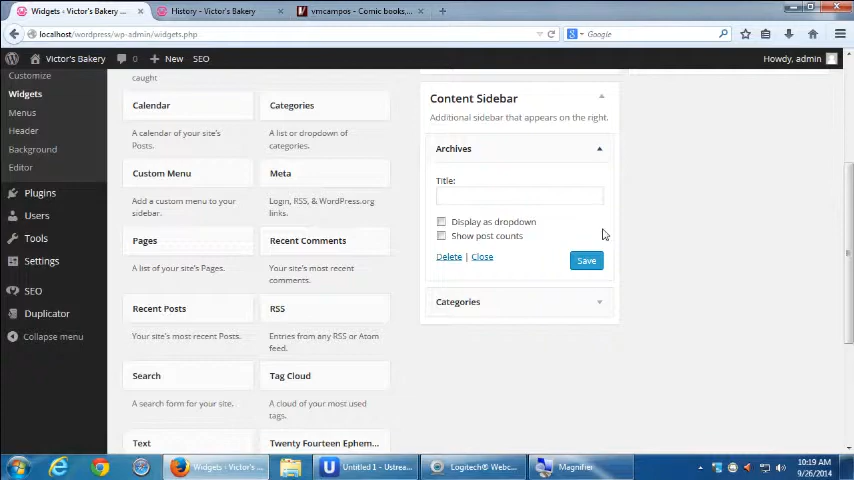 Widgets ‹ Victor's Bakery ...
History - Victor's Bakery
vmcampos - Comic books,...
localhost/wordpress/wp-admin/widgets.php
Google
Victor's Bakery
0
New
SEO
Howdy, admin
Customize
Widgets
Menus
Header
Background
Editor
Plugins
Users
Tools
Settings
SEO
Duplicator
Collapse menu
caught
Calendar
Categories
A calendar of your site's
Posts.
A list or dropdown of
categories.
Custom Menu
Meta
Add a custom menu to your
sidebar.
Login, RSS, & WordPress.org
links.
Pages
Recent Comments
A list of your site's Pages.
Your site's most recent
comments.
Recent Posts
RSS
Your site's most recent Posts.
Entries from any RSS or Atom
feed.
Search
Tag Cloud
A search form for your site.
A cloud of your most used
tags.
Text
Twenty Fourteen Ephem...
Content Sidebar
Additional sidebar that appears on the right.
Archives
Title:
Display as dropdown
Show post counts
Delete | Close
Save
Categories
Widgets ‹ Victor's ...
Untitled 1 - Ustrea...
Logitech® Webc...
Magnifier
10:19 AM
9/26/2014